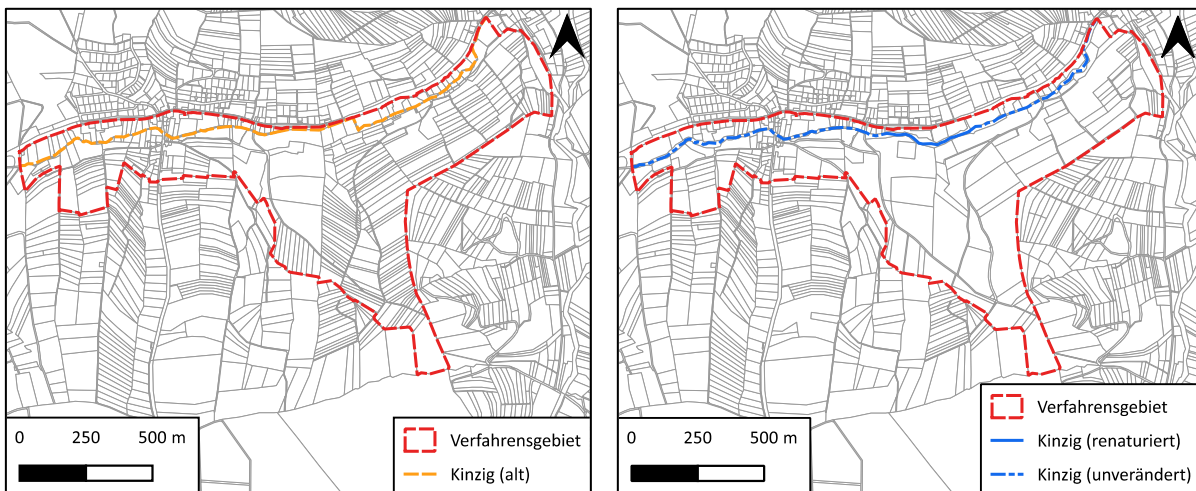 0 250 500 m
Verfahrensgebiet
Kinzig (alt)
0 250 500 m
Verfahrensgebiet
Kinzig (renaturiert)
Kinzig (unverändert)